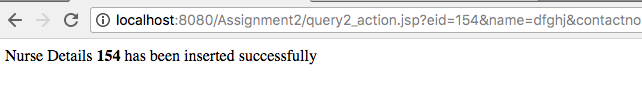 localhost:8080/Assignment2/query2_action.jsp?eid=154&name=dfghj&contactno
Nurse Details 154 has been inserted successfully